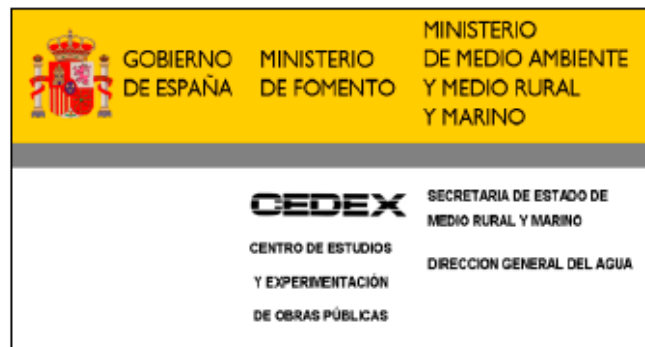 GOBIERNO
DE ESPAÑA
MINISTERIO
DE FOMENTO
MINISTERIO
DE MEDIO AMBIENTE
Y MEDIO RURAL
Y MARINO
CEDEX
CENTRO DE ESTUDIOS
Y EXPERIMENTACIÓN
DE OBRAS PÚBLICAS
SECRETARIA DE ESTADO DE
MEDIO RURAL Y MARINO
DIRECCION GENERAL DEL AGUA